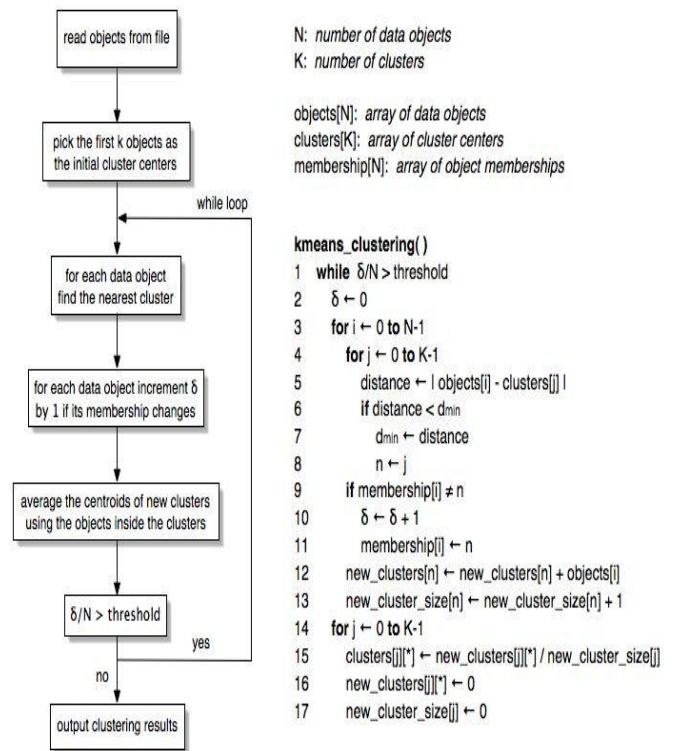 read objects from file
pick the first k objects as
the initial cluster centers
while loop
for each data object
find the nearest cluster
for each data object increment δ
by 1 if its membership changes
average the centroids of new clusters
using the objects inside the clusters
δ/N > threshold
yes
no
output clustering results
N: number of data objects
K: number of clusters
objects[N]: array of data objects
clusters[K]: array of cluster centers
membership[N]: array of object memberships
kmeans_clustering( )
1 while δ/N > threshold
2 δ ← 0
3 for i ← 0 to N-1
4 for j ← 0 to K-1
5 distance ← | objects[i] - clusters[j] |
6 if distance < dmin
7 dmin ← distance
8 n ← j
9 if membership[i] ≠ n
10 δ ← δ + 1
11 membership[i] ← n
12 new_clusters[n] ← new_clusters[n] + objects[i]
13 new_cluster_size[n] ← new_cluster_size[n] + 1
14 for j ← 0 to K-1
15 clusters[j][*] ← new_clusters[j][*] / new_cluster_size[j]
16 new_clusters[j][*] ← 0
17 new_cluster_size[j] ← 0